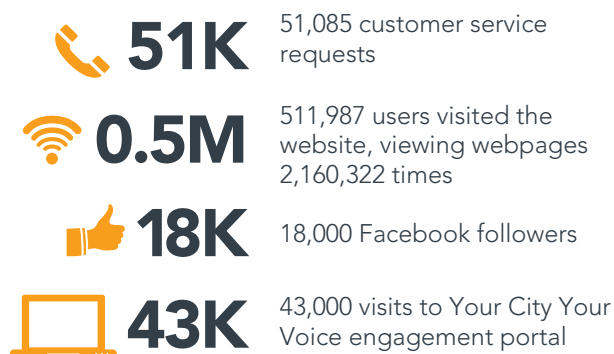 51K
51,085 customer service
requests
0.5M
511,987 users visited the
website, viewing webpages
2,160,322 times
18K
18,000 Facebook followers
43K
43,000 visits to Your City Your
Voice engagement portal